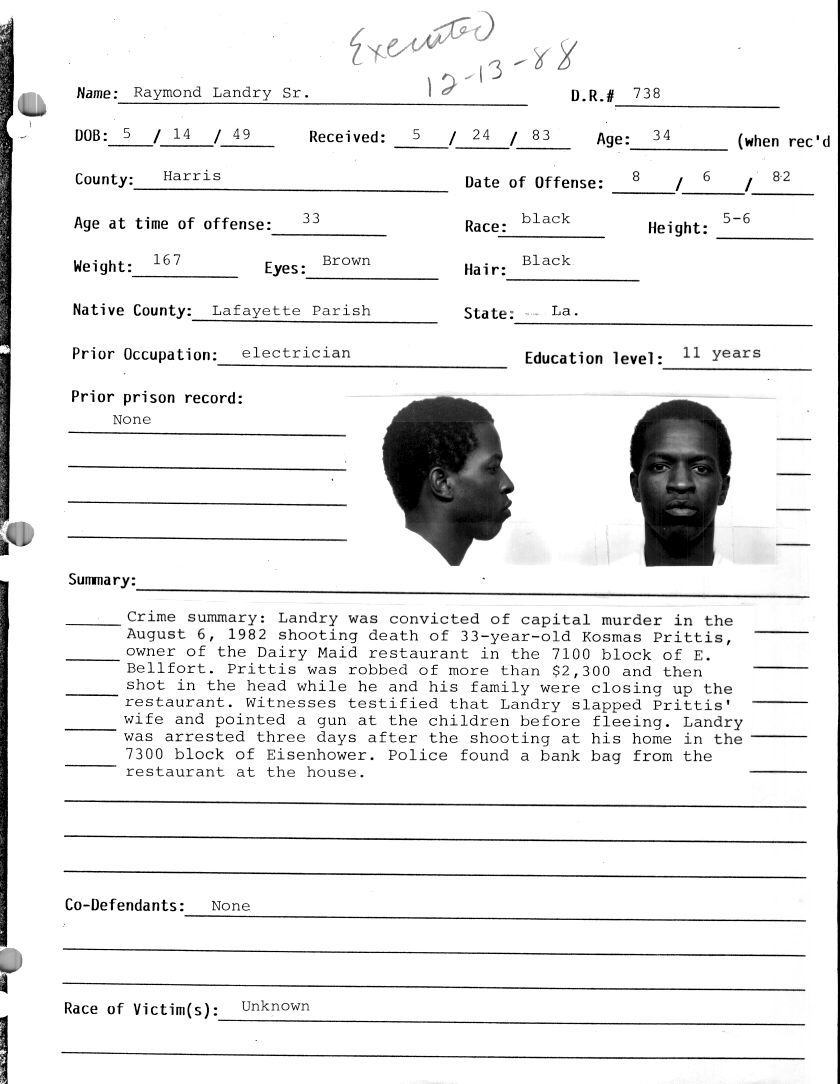 Executed
12-13-88
Name: Raymond Landry Sr. D.R.# 738
DOB: 5 / 14 / 49 Received: 5 / 24 / 83 Age: 34 (when rec'd
County: Harris Date of Offense: 8 / 6 / 82
Age at time of offense: 33 Race: black Height: 5-6
Weight: 167 Eyes: Brown Hair: Black
Native County: Lafayette Parish State: La.
Prior Occupation: electrician Education level: 11 years
Prior prison record:
None
Summary:
Crime summary: Landry was convicted of capital murder in the
August 6, 1982 shooting death of 33-year-old Kosmas Prittis,
owner of the Dairy Maid restaurant in the 7100 block of E.
Bellfort. Prittis was robbed of more than $2,300 and then
shot in the head while he and his family were closing up the
restaurant. Witnesses testified that Landry slapped Prittis'
wife and pointed a gun at the children before fleeing. Landry
was arrested three days after the shooting at his home in the
7300 block of Eisenhower. Police found a bank bag from the
restaurant at the house.
Co-Defendants: None
Race of Victim(s): Unknown